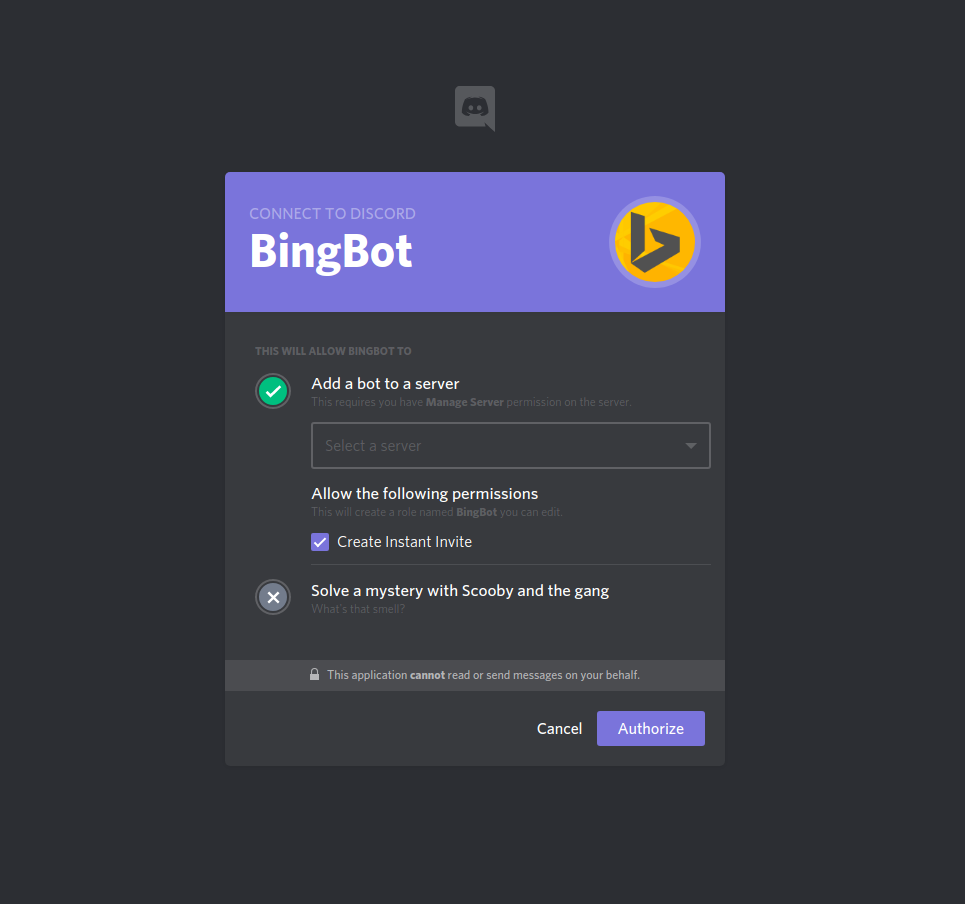 CONNECT TO DISCORD
BingBot
THIS WILL ALLOW BINGBOT TO
Add a bot to a server
This requires you have Manage Server permission on the server.
Select a server
Allow the following permissions
This will create a role named BingBot you can edit.
Create Instant Invite
Solve a mystery with Scooby and the gang
What's that smell?
This application cannot read or send messages on your behalf.
Cancel
Authorize